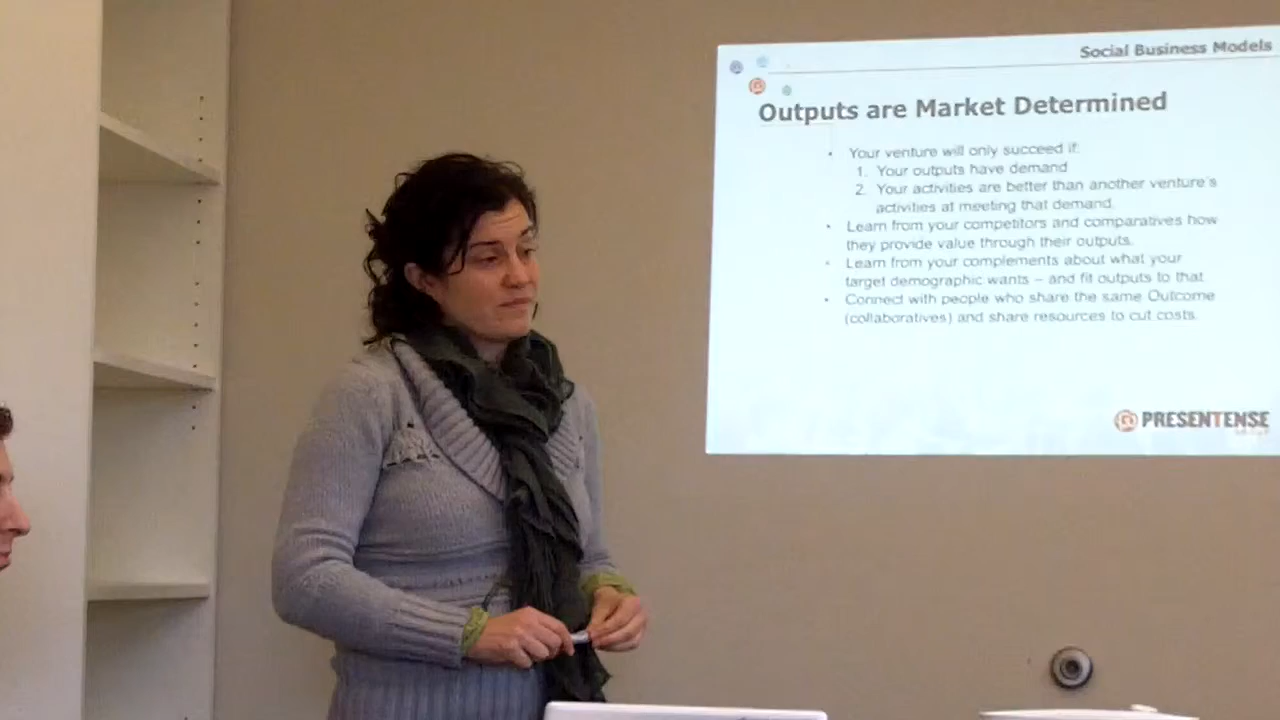 Social Business Models
Outputs are Market Determined
• Your venture will only succeed if:
1. Your outputs have demand
2. Your activities are better than another venture's
activities at meeting that demand.
• Learn from your competitors and comparatives how
they provide value through their outputs.
• Learn from your complements about what your
target demographic wants – and fit outputs to that
• Connect with people who share the same Outcome
(collaboratives) and share resources to cut costs.
PRESENTENSE